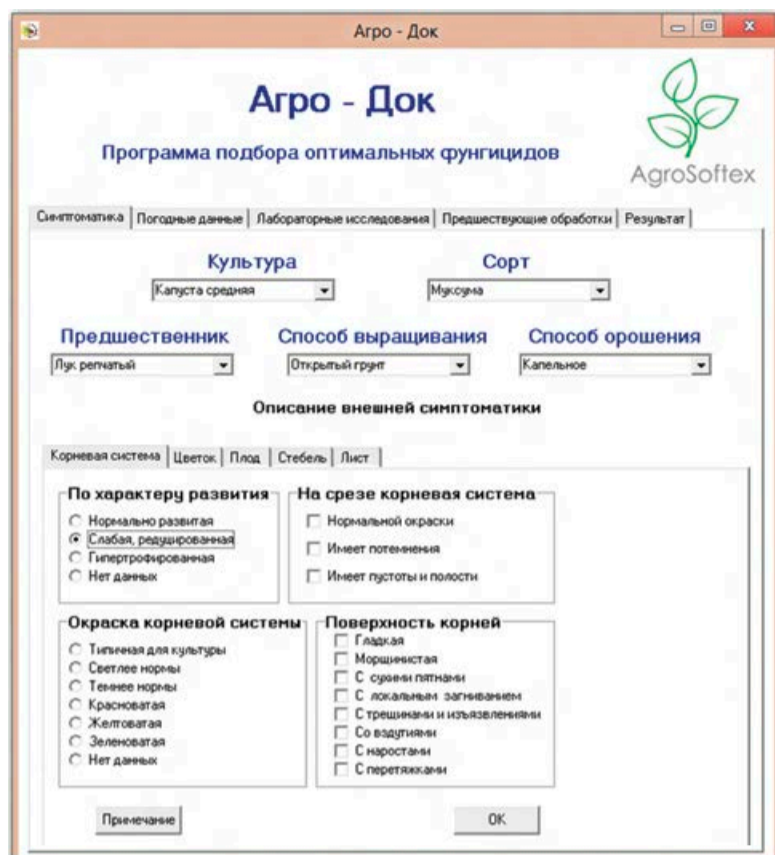 Агро - Док
Агро - Док
Программа подбора оптимальных фунгицидов
AgroSoftex
Симптоматика Погодные данные Лабораторные исследования Предшествующие обработки Результат
Культура Сорт
Капуста средняя Муксума
Предшественник Способ выращивания Способ орошения
Лук репчатый Открытый грунт Капельное
Описание внешней симптоматики
Корневая система Цветок Плод Стебель Лист
По характеру развития
Нормально развитая
Слабая, редуцированная
Гипертрофированная
Нет данных
На срезе корневая система
Нормальной окраски
Имеет потемнения
Имеет пустоты и полости
Окраска корневой системы
Типичная для культуры
Светлее нормы
Темнее нормы
Красноватая
Желтоватая
Зеленоватая
Нет данных
Поверхность корней
Гладкая
Морщинистая
С сухими пятнами
С локальным загниванием
С трещинами и изъязвлениями
Со вздутиями
С наростами
С перетяжками
Примечание OK